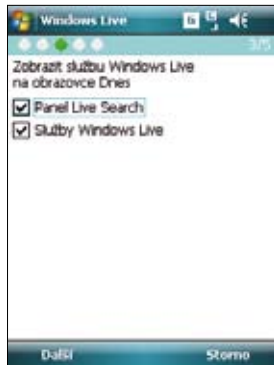 Windows Live
3/5
Zobrazit službu Windows Live
na obrazovce Dnes
Panel Live Search
Služby Windows Live
Další
Storno